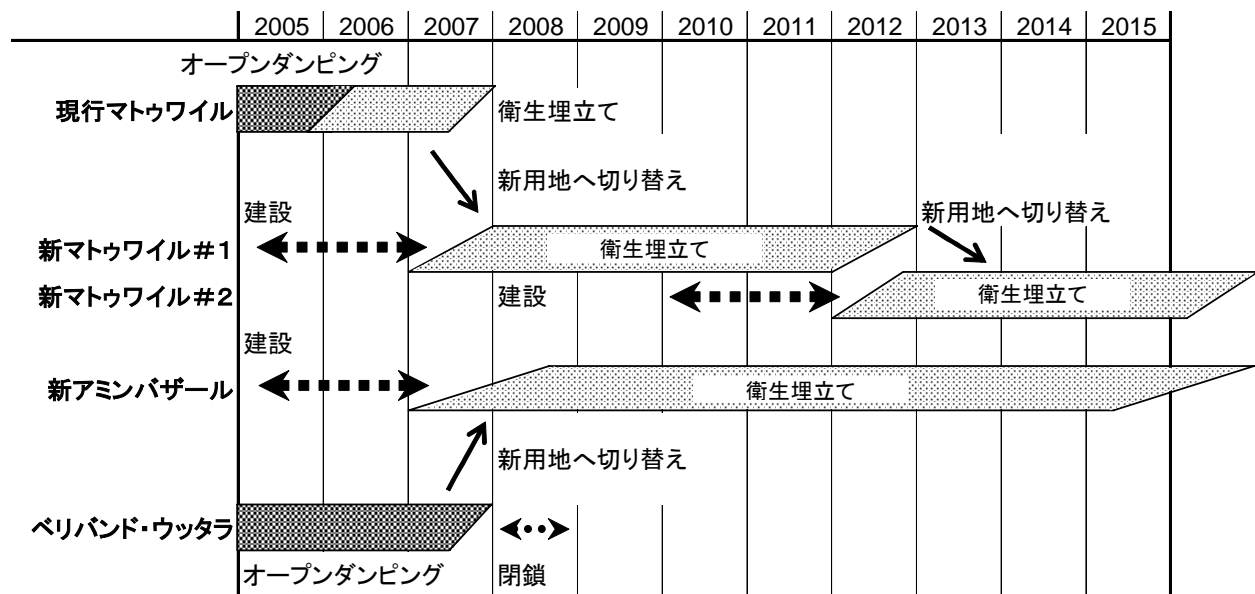 2005 2006 2007 2008 2009 2010 2011 2012 2013 2014 2015
オープンダンピング
現行マトゥワイル
衛生埋立て
新用地へ切り替え
建設
新用地へ切り替え
新マトゥワイル#1
衛生埋立て
新マトゥワイル#2
建設
衛生埋立て
建設
新アミンバザール
衛生埋立て
新用地へ切り替え
ベリバンド・ウッタラ
オープンダンピング
閉鎖